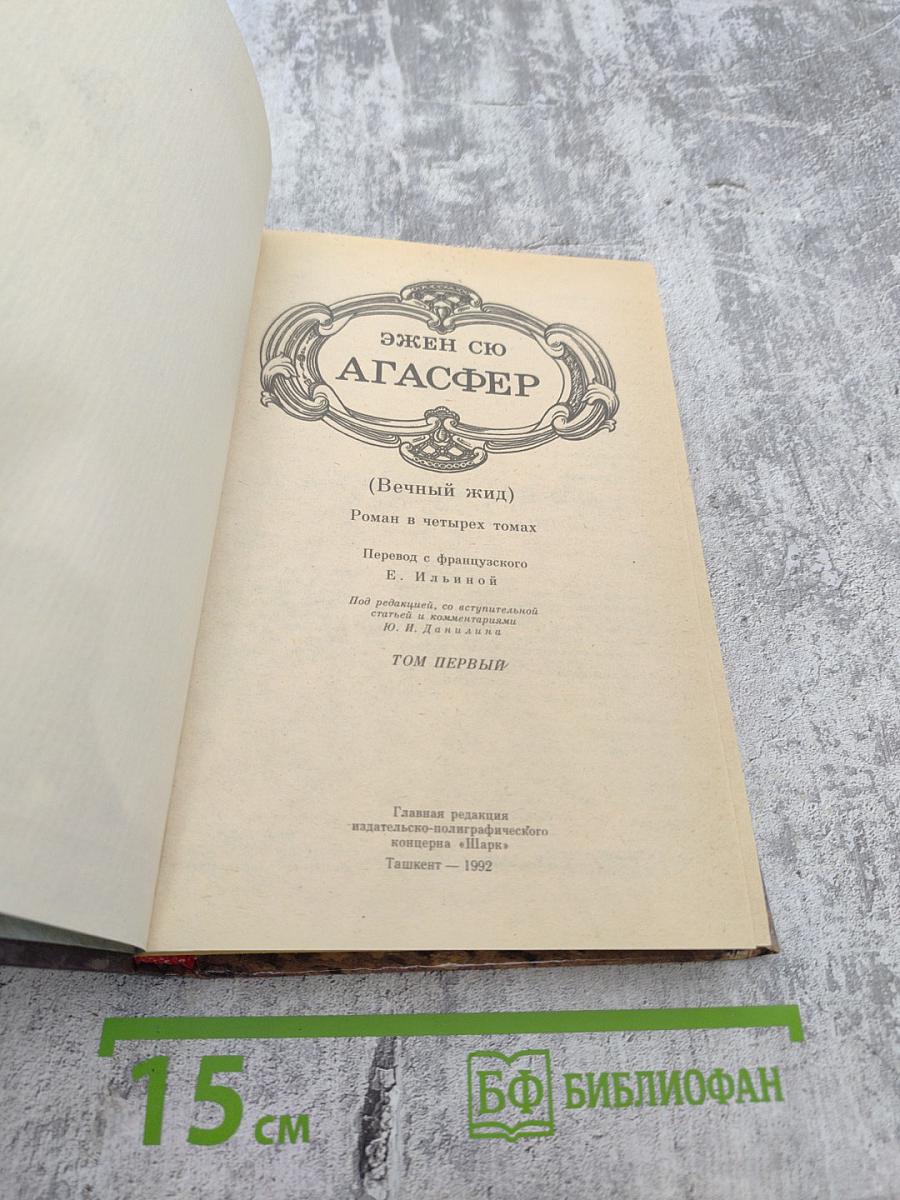 ЭЖЕН СЮ
АГАСФЕР
(Вечный жид)
Роман в четырех томах
Перевод с французского
Е. Ильиной
Под редакцией, со вступительной
статьей и комментариями
Ю. И. Данилина
ТОМ ПЕРВЫЙ
Главная редакция
издательско-полиграфического
концерна «Шарк»
Ташкент — 1992
15 см
БФ БИБЛИОФАН